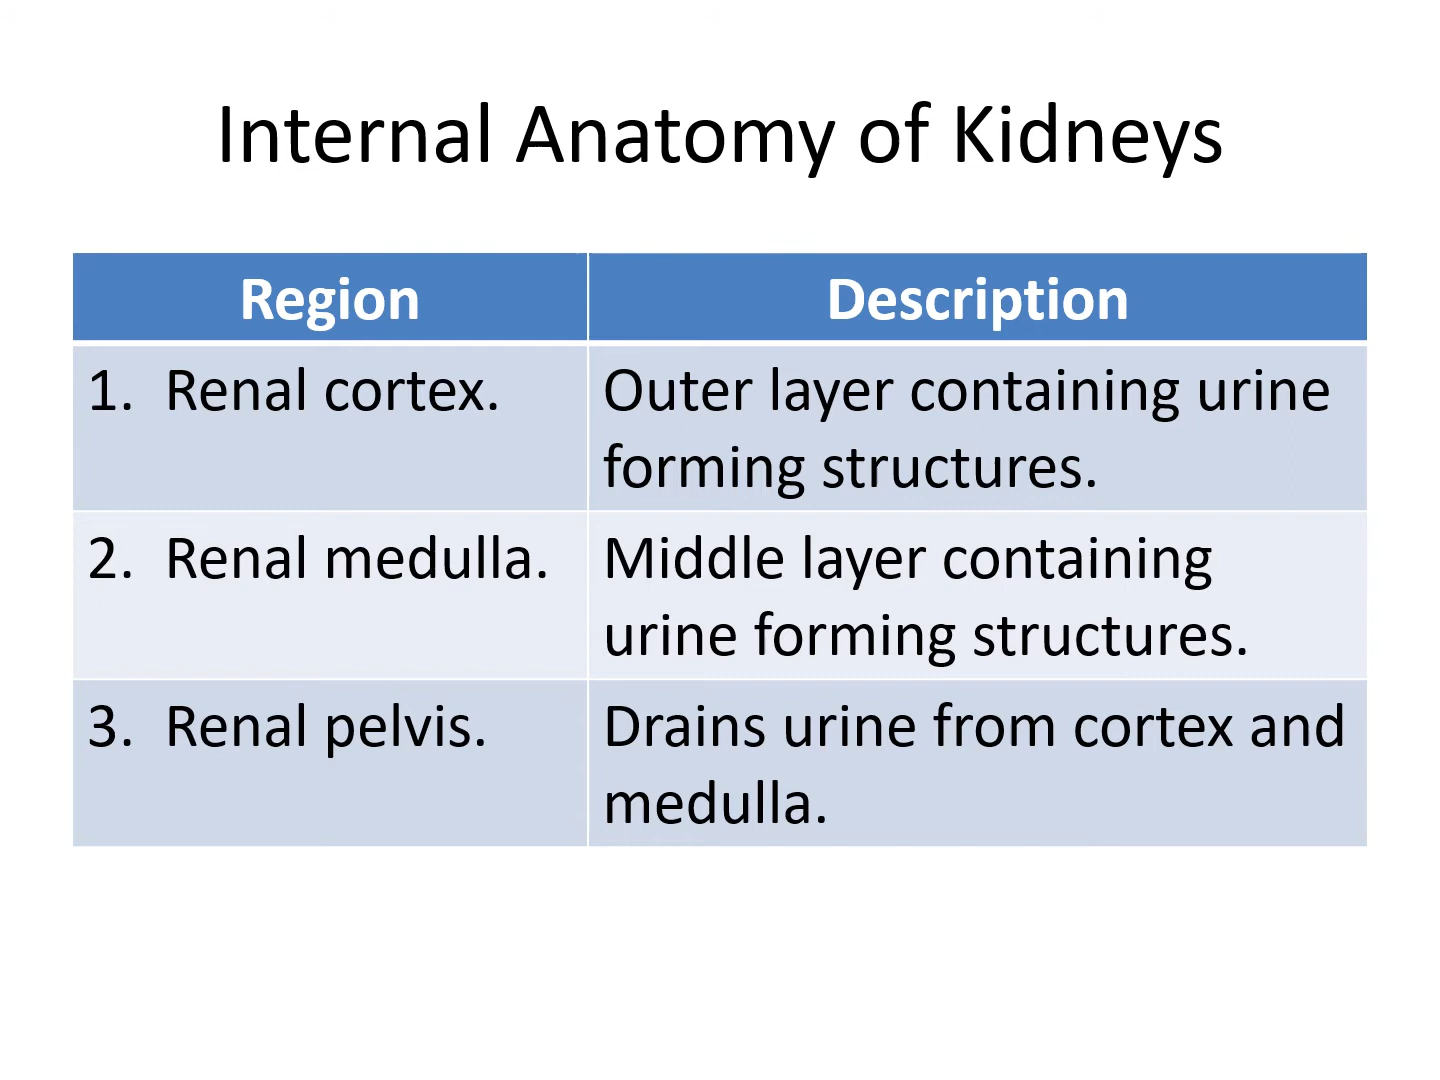 Internal Anatomy of Kidneys
Region
Description
1. Renal cortex.
Outer layer containing urine
forming structures.
2. Renal medulla.
Middle layer containing
urine forming structures.
3. Renal pelvis.
Drains urine from cortex and
medulla.